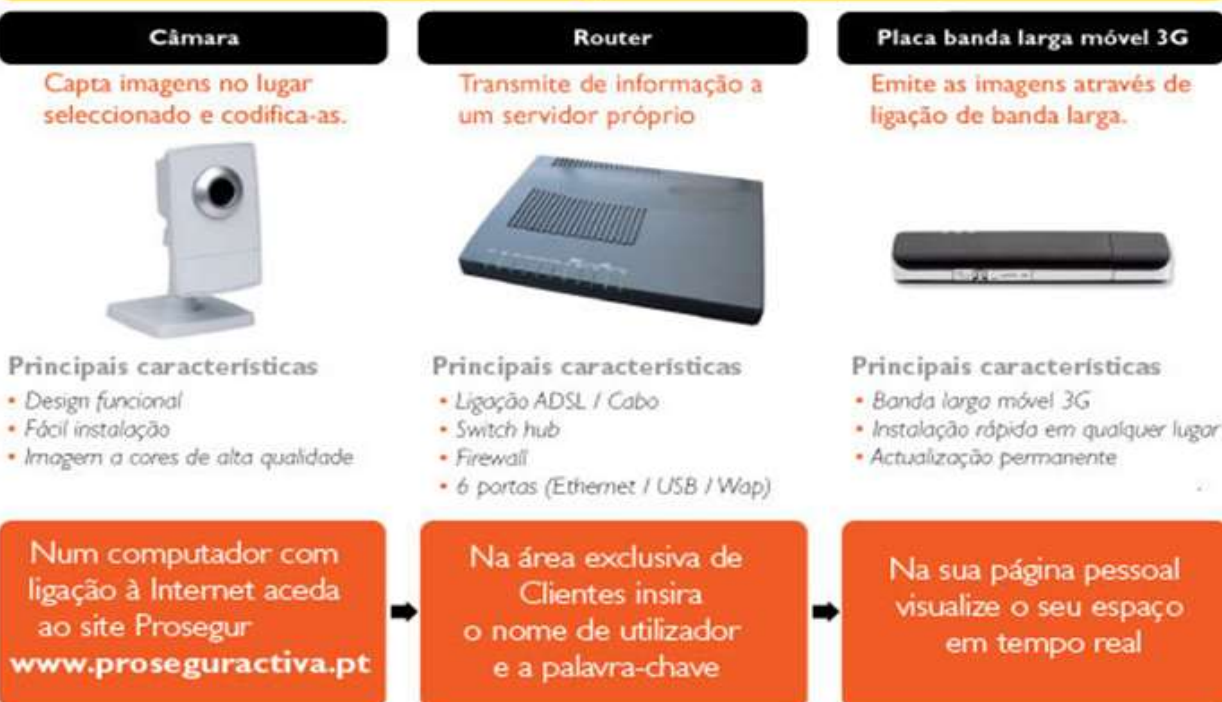 Câmara
Capta imagens no lugar
seleccionado e codifica-as.
Principais características
• Design funcional
• Fácil instalação
• Imagem a cores de alta qualidade
Router
Transmite de informação a
um servidor próprio
Principais características
• Ligação ADSL / Cabo
• Switch hub
• Firewall
• 6 portas (Ethernet / USB / Wap)
Placa banda larga móvel 3G
Emite as imagens através de
ligação de banda larga.
Principais características
• Banda larga móvel 3G
• Instalação rápida em qualquer lugar
• Actualização permanente
Num computador com
ligação à Internet aceda
ao site Prosegur
www.proseguractiva.pt
Na área exclusiva de
Clientes insira
o nome de utilizador
e a palavra-chave
Na sua página pessoal
visualize o seu espaço
em tempo real